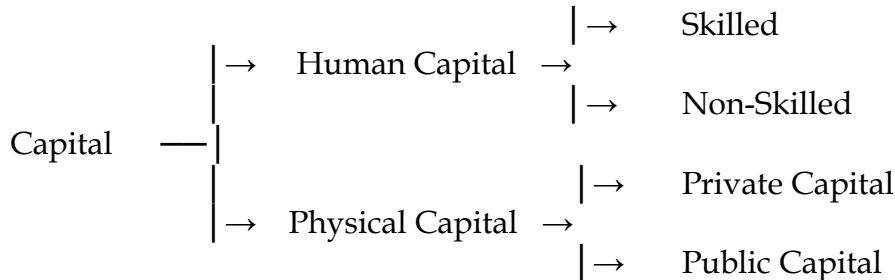 Skilled
Human Capital
Non-Skilled
Capital
Private Capital
Physical Capital
Public Capital